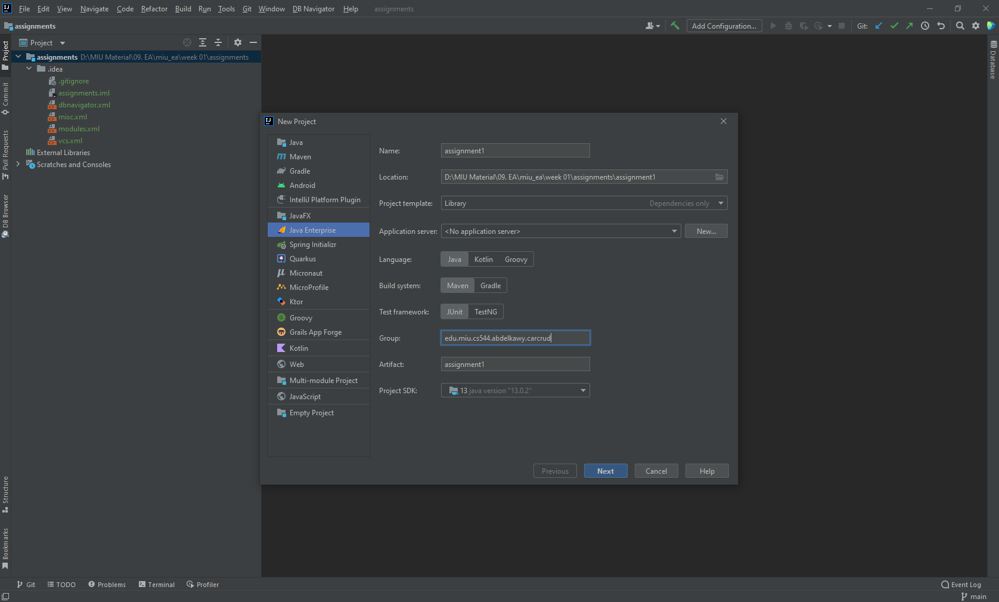 File Edit View Navigate Code Refactor Build Run Tools Git Window DB Navigator Help assignments
assignments
Add Configuration...
Git:
Project
assignments D:\MIU Material\09. EA\miu_ea\week 01\assignments
.idea
.gitignore
assignments.iml
dbnavigator.xml
misc.xml
modules.xml
vcs.xml
External Libraries
Scratches and Consoles
Project
Commit
Pull Requests
DB Browser
Structure
Bookmarks
Database
New Project
Java
Maven
Gradle
Android
IntelliJ Platform Plugin
JavaFX
Java Enterprise
Spring Initializr
Quarkus
Micronaut
MicroProfile
Ktor
Groovy
Grails App Forge
Kotlin
Web
Multi-module Project
JavaScript
Empty Project
Name: assignment1
Location: D:\MIU Material\09. EA\miu_ea\week 01\assignments\assignment1
Project template: Library Dependencies only
Application server: <No application server> New...
Language: Java Kotlin Groovy
Build system: Maven Gradle
Test framework: JUnit TestNG
Group: edu.miu.cs544.abdelkawy.carcrud
Artifact: assignment1
Project SDK: 13 java version "13.0.2"
Previous Next Cancel Help
Git TODO Problems Terminal Profiler Event Log
main